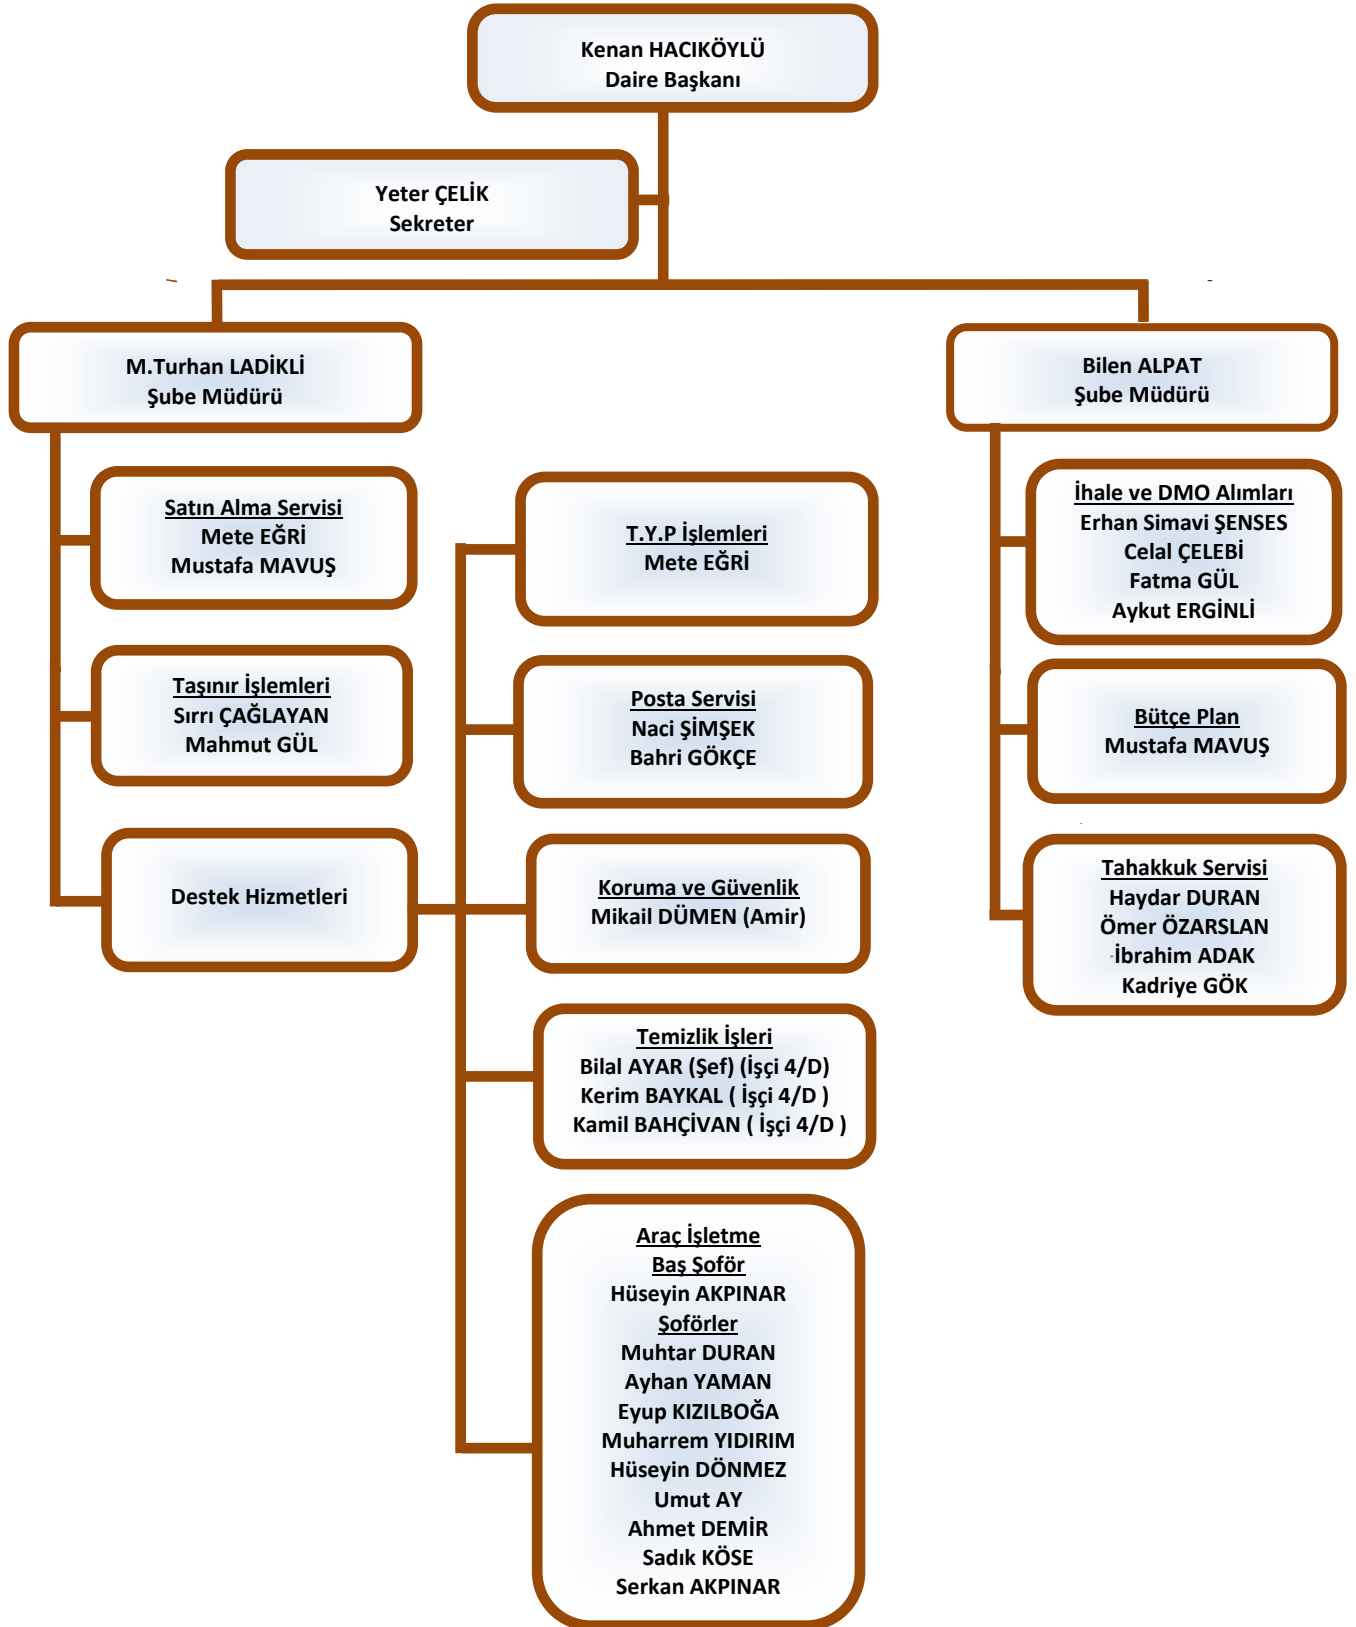 Kenan HACIKÖYLÜ
Daire Başkanı
Yeter ÇELİK
Sekreter
M.Turhan LADİKLİ
Şube Müdürü
Satın Alma Servisi
Mete EĞRİ
Mustafa MAVUŞ
Taşınır İşlemleri
Sırrı ÇAĞLAYAN
Mahmut GÜL
Destek Hizmetleri
T.Y.P İşlemleri
Mete EĞRİ
Posta Servisi
Naci ŞİMŞEK
Bahri GÖKÇE
Koruma ve Güvenlik
Mikail DÜMEN (Amir)
Temizlik İşleri
Bilal AYAR (Şef) (İşçi 4/D)
Kerim BAYKAL ( İşçi 4/D )
Kamil BAHÇİVAN ( İşçi 4/D )
Araç İşletme
Baş Şoför
Hüseyin AKPINAR
Şoförler
Muhtar DURAN
Ayhan YAMAN
Eyup KIZILBOĞA
Muharrem YIDIRIM
Hüseyin DÖNMEZ
Umut AY
Ahmet DEMİR
Sadık KÖSE
Serkan AKPINAR
Bilen ALPAT
Şube Müdürü
İhale ve DMO Alımları
Erhan Simavi ŞENSES
Celal ÇELEBİ
Fatma GÜL
Aykut ERGİNLİ
Bütçe Plan
Mustafa MAVUŞ
Tahakkuk Servisi
Haydar DURAN
Ömer ÖZARSLAN
İbrahim ADAK
Kadriye GÖK